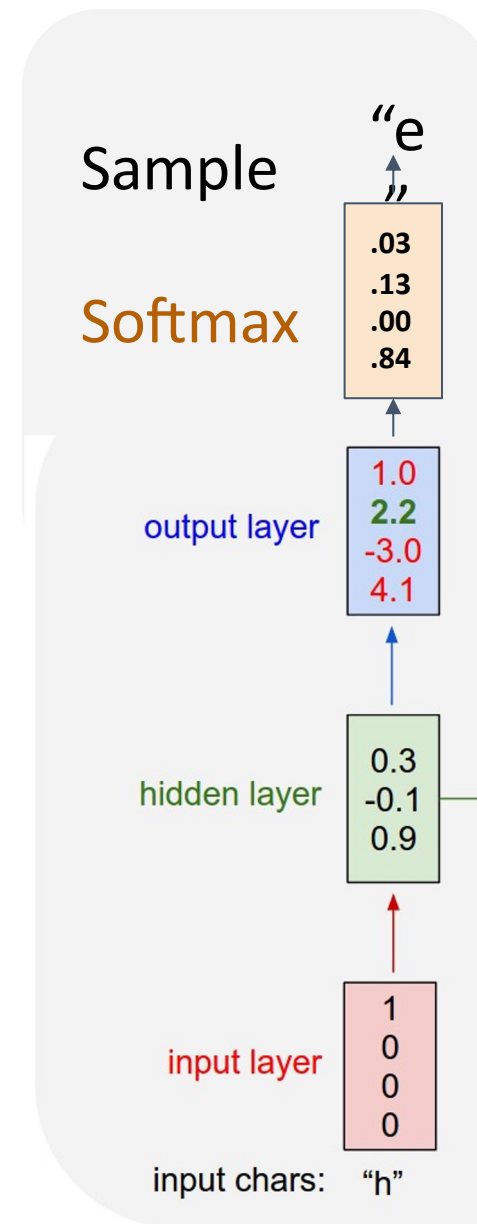 “e
Sample
”
.03
.13
Softmax
.00
.84
1.0
output layer
2.2
-3.0
4.1
0.3
hidden layer
-0.1
0.9
1
0
input layer
0
0
input chars: “h”